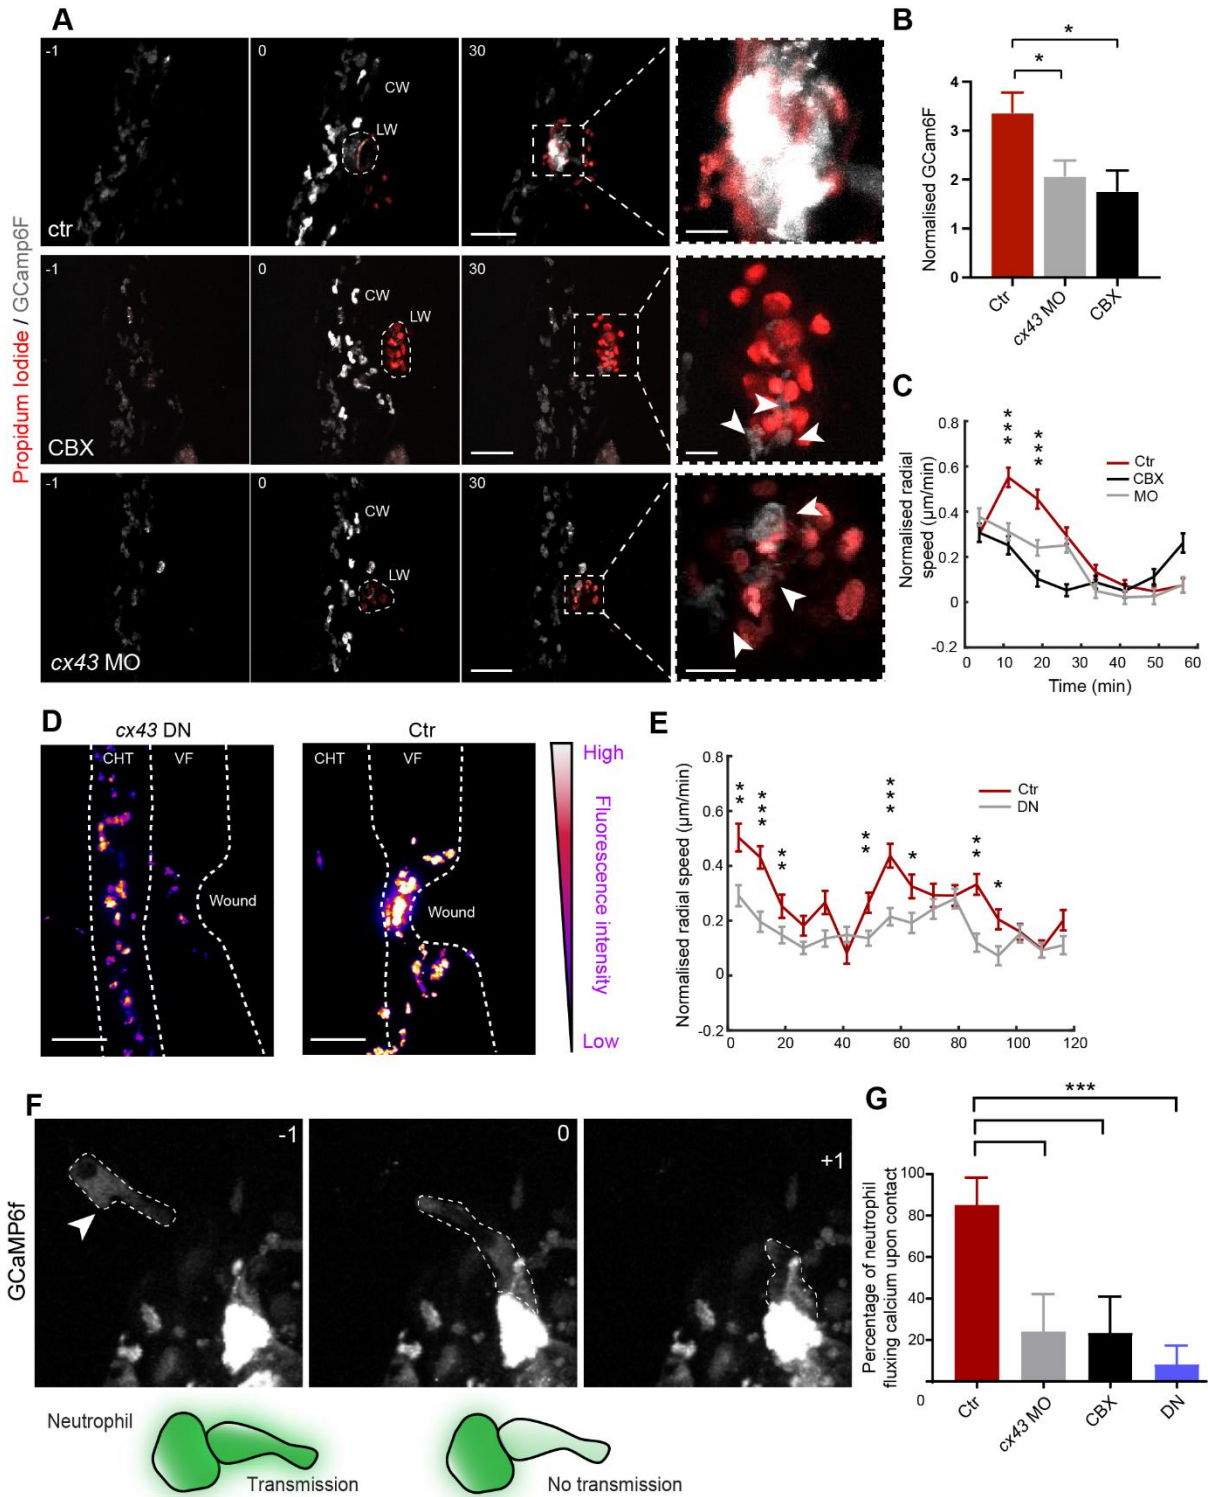 A
Propidum Iodide / GCamp6F
-1
0
30
CW
LW
ctr
-1
0
30
CW
LW
CBX
-1
0
30
CW
LW
cx43 MO
B
*
*
Normalised GCam6F
4
3
2
1
0
Ctr
cx43 MO
CBX
C
Normalised radial
speed (µm/min)
0.8
0.6
0.4
0.2
0
-0.2
***
***
Ctr
CBX
MO
0 10 20 30 40 50 60
Time (min)
D
cx43 DN
CHT
VF
Wound
Ctr
CHT
VF
Wound
High
Fluorescence intensity
Low
E
Normalised radial speed (µm/min)
0.8
0.6
0.4
0.2
0
-0.2
**
***
**
**
***
*
**
*
Ctr
DN
0 20 40 60 80 100 120
F
GCaMP6f
-1
0
+1
Neutrophil
Transmission
No transmission
G
***
Percentage of neutrophil
fluxing calcium upon contact
100
80
60
40
20
0
Ctr
cx43 MO
CBX
DN